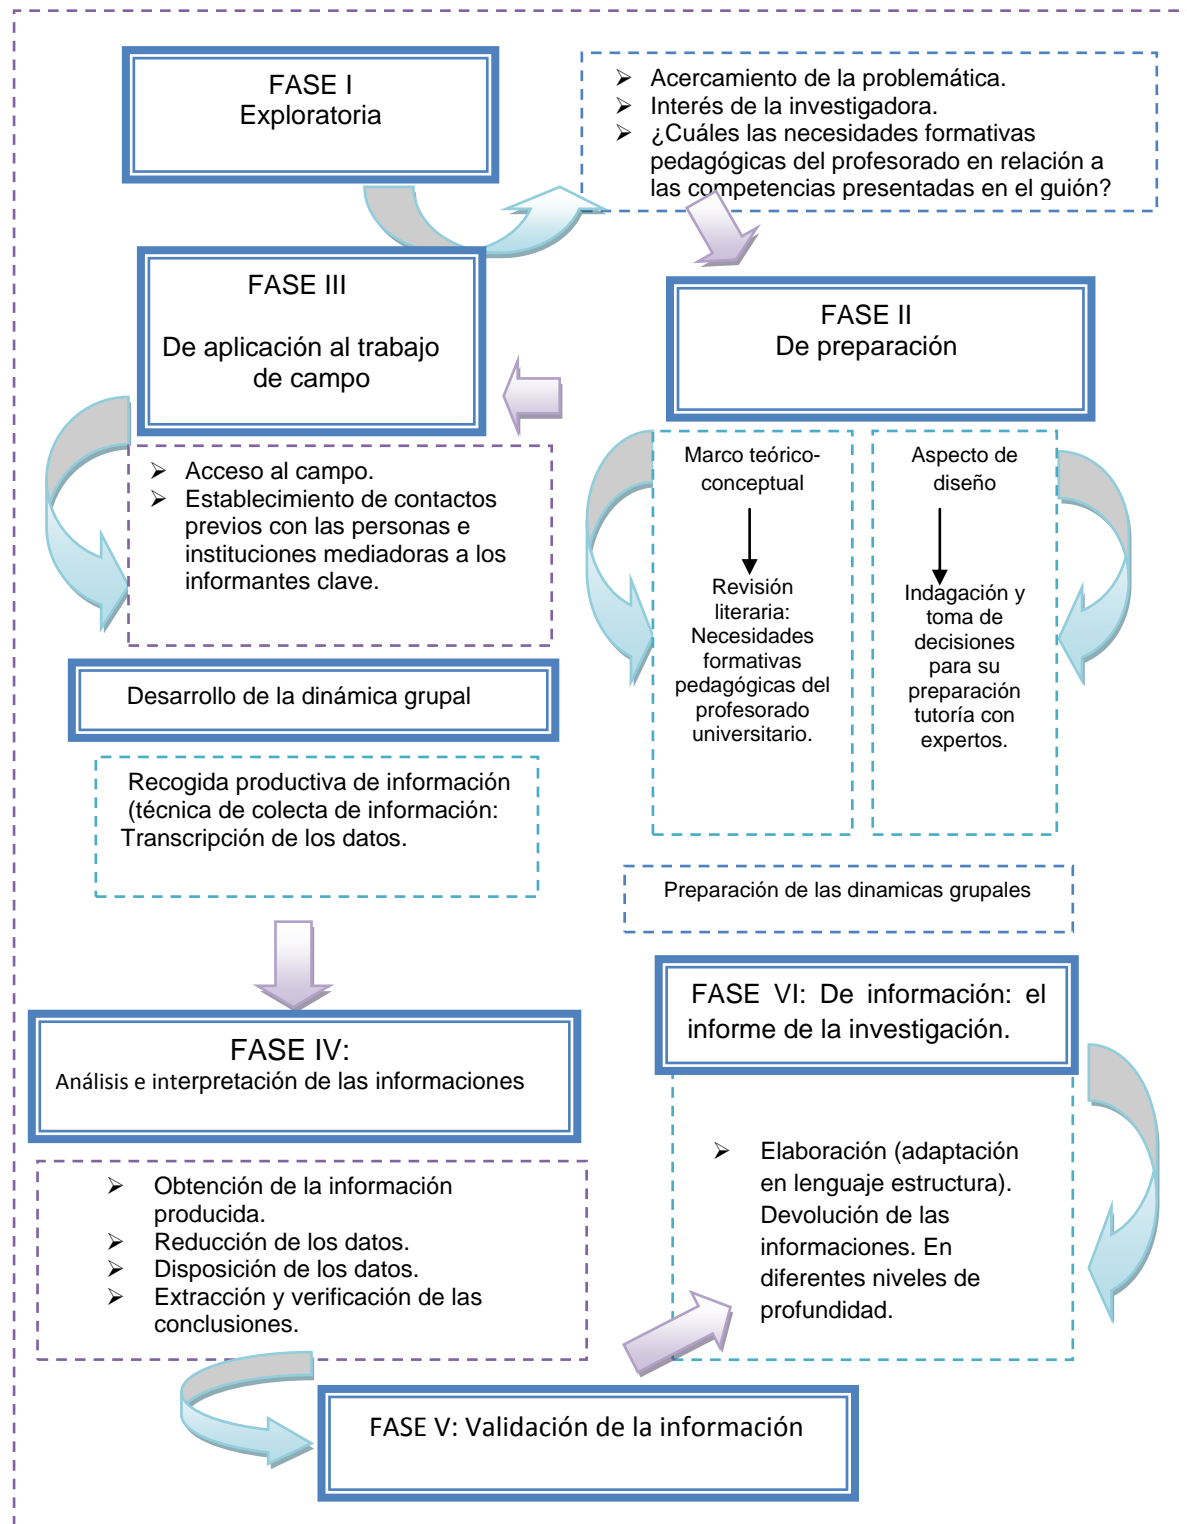 FASE I
Exploratoria
➢ Acercamiento de la problemática.
➢ Interés de la investigadora.
➢ ¿Cuáles las necesidades formativas
pedagógicas del profesorado en relación a
las competencias presentadas en el guión?
FASE II
De preparación
Marco teórico-
conceptual
Revisión
literaria:
Necesidades
formativas
pedagógicas del
profesorado
universitario.
Aspecto de
diseño
Indagación y
toma de
decisiones
para su
preparación
tutoría con
expertos.
Preparación de las dinamicas grupales
FASE III
De aplicación al trabajo
de campo
➢ Acceso al campo.
➢ Establecimiento de contactos
previos con las personas e
instituciones mediadoras a los
informantes clave.
Desarrollo de la dinámica grupal
Recogida productiva de información
(técnica de colecta de información:
Transcripción de los datos.
FASE IV:
Análisis e interpretación de las informaciones
➢ Obtención de la información
producida.
➢ Reducción de los datos.
➢ Disposición de los datos.
➢ Extracción y verificación de las
conclusiones.
FASE V: Validación de la información
FASE VI: De información: el
informe de la investigación.
➢ Elaboración (adaptación
en lenguaje estructura).
Devolución de las
informaciones. En
diferentes niveles de
profundidad.